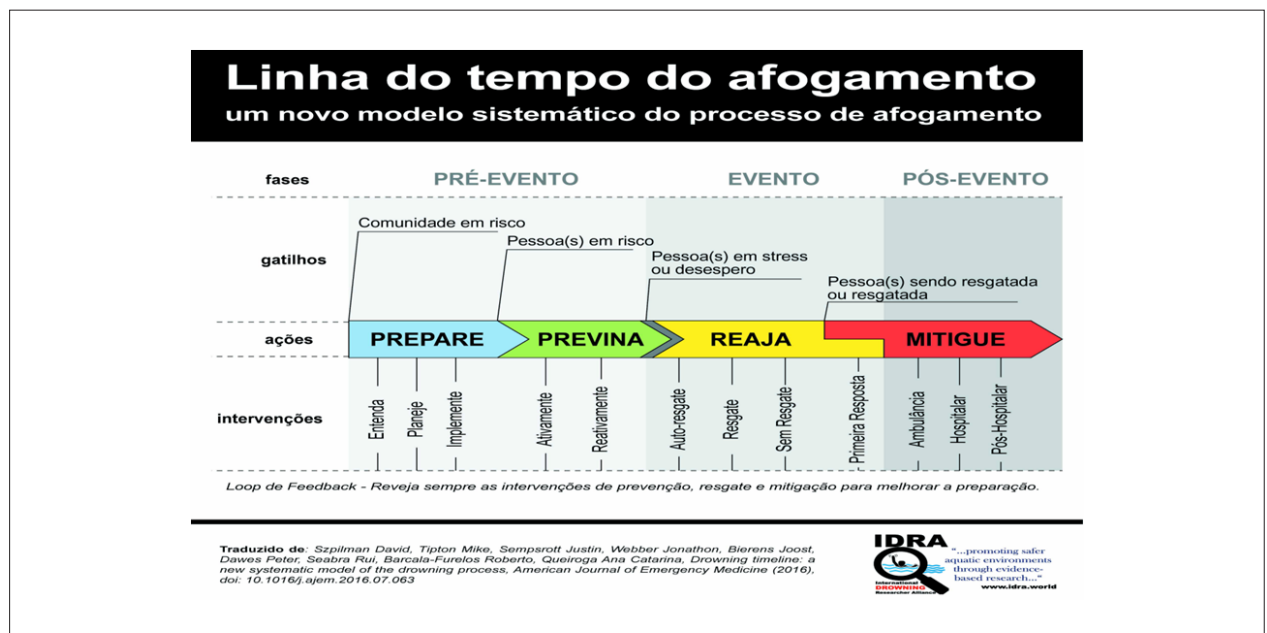 Linha do tempo do afogamento
um novo modelo sistemático do processo de afogamento
fases
PRÉ-EVENTO
EVENTO
PÓS-EVENTO
gatilhos
Comunidade em risco
Pessoa(s) em risco
Pessoa(s) em stress
ou desespero
Pessoa(s) sendo resgatada
ou resgatada
ações
PREPARE
PREVINA
REAJA
MITIGUE
intervenções
Entenda
Planeje
Implemente
Ativamente
Reativamente
Auto-resgate
Resgate
Sem Resgate
Primeira Resposta
Ambulância
Hospitalar
Pós-Hospitalar
Loop de Feedback - Reveja sempre as intervenções de prevenção, resgate e mitigação para melhorar a preparação.
Traduzido de: Szpilman David, Tipton Mike, Sempsrott Justin, Webber Jonathon, Bierens Joost,
Dawes Peter, Seabra Rui, Barcala-Furelos Roberto, Queiroga Ana Catarina, Drowning timeline: a
new systematic model of the drowning process, American Journal of Emergency Medicine (2016),
doi: 10.1016/j.ajem.2016.07.063
IDRA
International
DROWNING
Researcher Alliance
"...promoting safer
aquatic environments
through evidence-
based research..."
www.idra.world